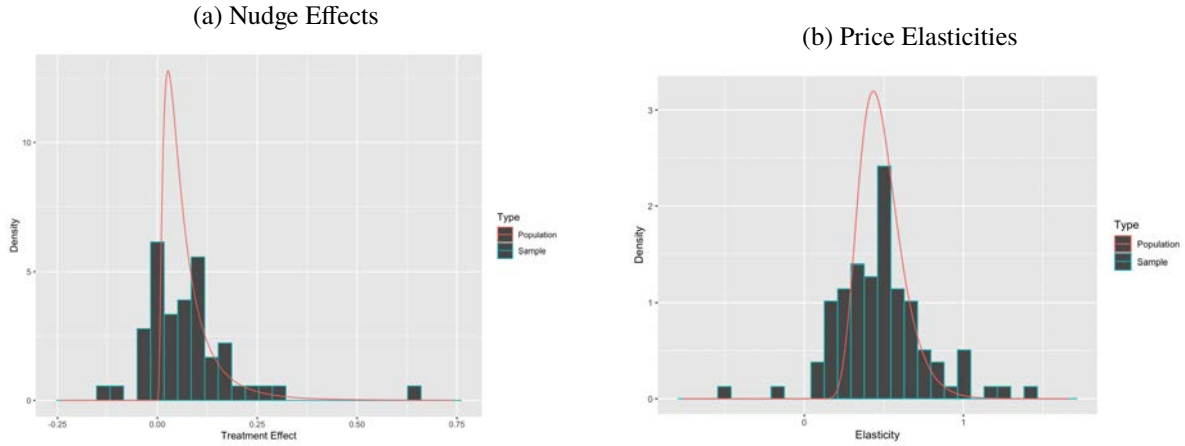 (a) Nudge Effects
10
5
0
Density
-0.25
0.00
0.25
0.50
0.75
Treatment Effect
Type
Population
Sample
(b) Price Elasticities
3
2
1
0
Density
0
1
Elasticity
Type
Population
Sample